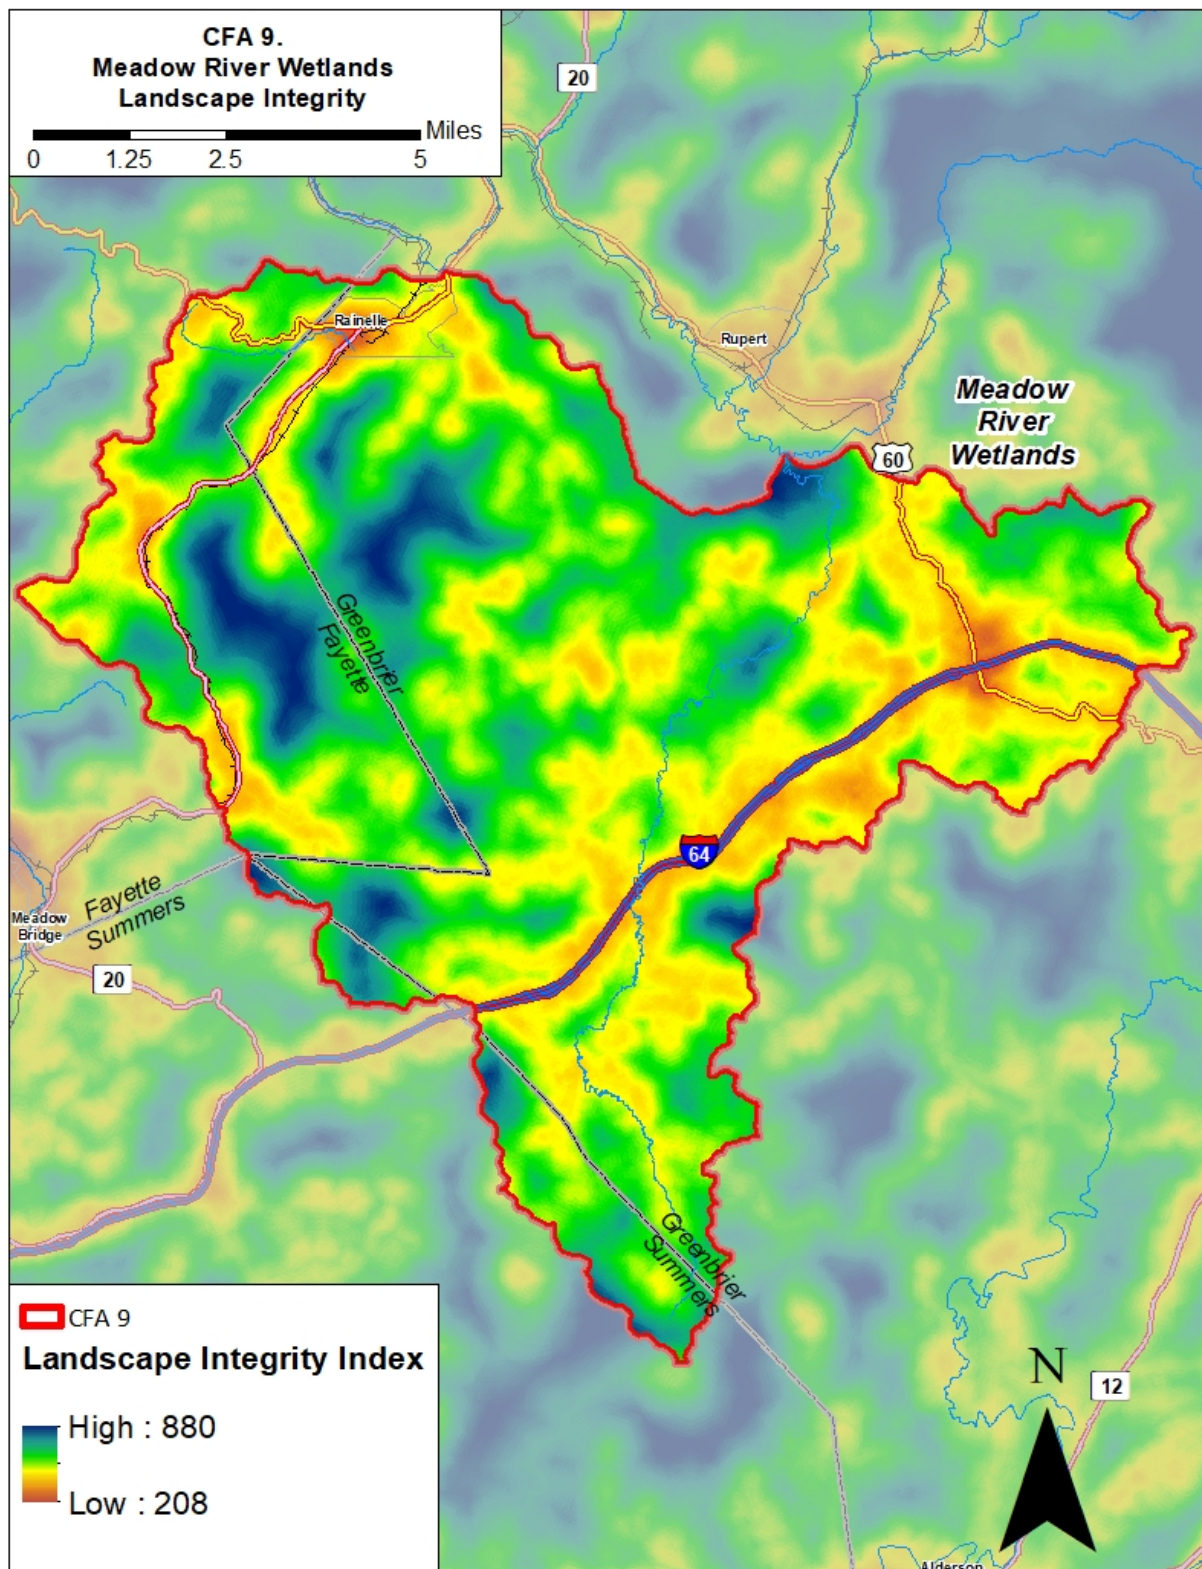 CFA 9.
Meadow River Wetlands
Landscape Integrity
Miles
0 1.25 2.5 5
20
Rainelle
Rupert
Meadow
River
Wetlands
60
Greenbrier
Fayette
64
Fayette
Summers
Meadow
Bridge
20
Greenbrier
Summers
CFA 9
Landscape Integrity Index
High : 880
Low : 208
N
12
Alderson